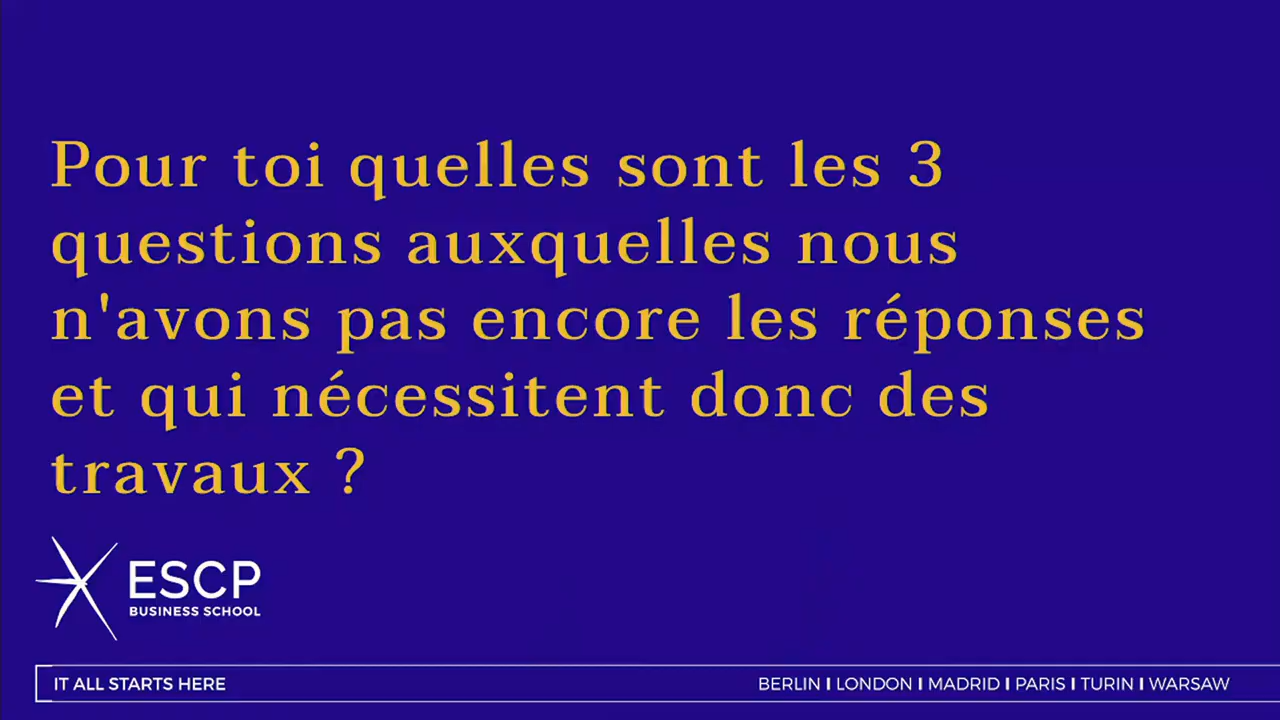 Pour toi quelles sont les 3
questions auxquelles nous
n'avons pas encore les réponses
et qui nécessitent donc des
travaux ?
ESCP
BUSINESS SCHOOL
IT ALL STARTS HERE
BERLIN I LONDON I MADRID I PARIS I TURIN I WARSAW